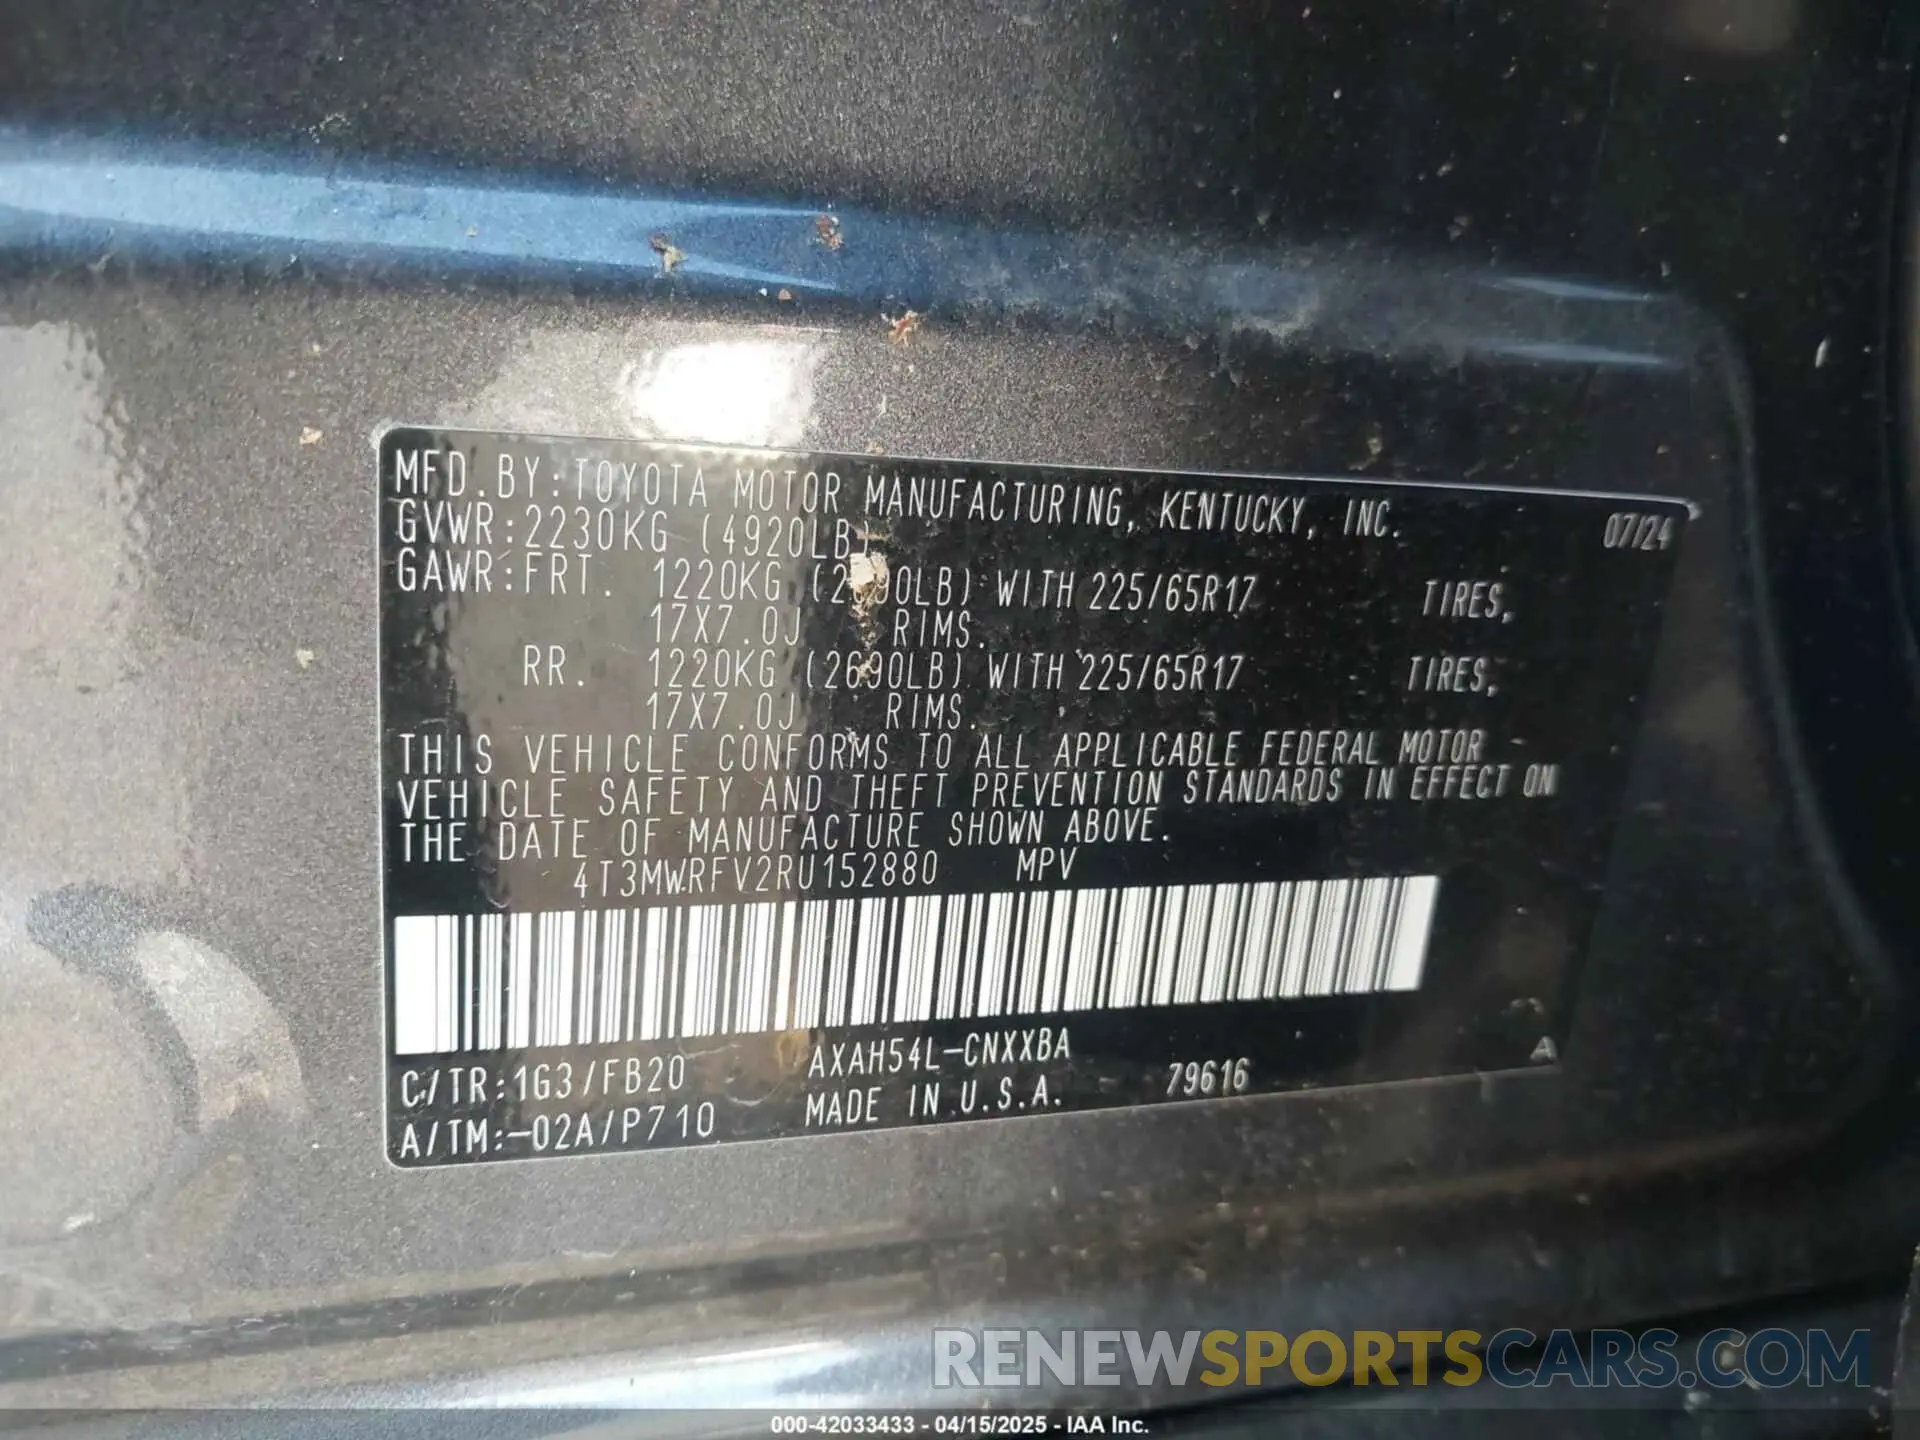 MFD.BY:TOYOTA MOTOR MANUFACTURING, KENTUCKY, INC. 07/24
GVWR:2230KG (4920LB)
GAWR:FRT. 1220KG WITH 225/65R17 TIRES,
17X7.0J RIMS.
RR. 1220KG (2690LB) WITH 225/65R17 TIRES,
17X7.0J RIMS.
THIS VEHICLE CONFORMS TO ALL APPLICABLE FEDERAL MOTOR
VEHICLE SAFETY AND THEFT PREVENTION STANDARDS IN EFFECT ON
THE DATE OF MANUFACTURE SHOWN ABOVE.
4T3MWRFV2RU152880 MPV
C/TR:1G3/FB20 AXAH54L-CNXXBA
A/TM:-02A/P710 MADE IN U.S.A. 79616 A
RENEWSPORTSCARS.COM
000-42033433 - 04/15/2025 - IAA Inc.